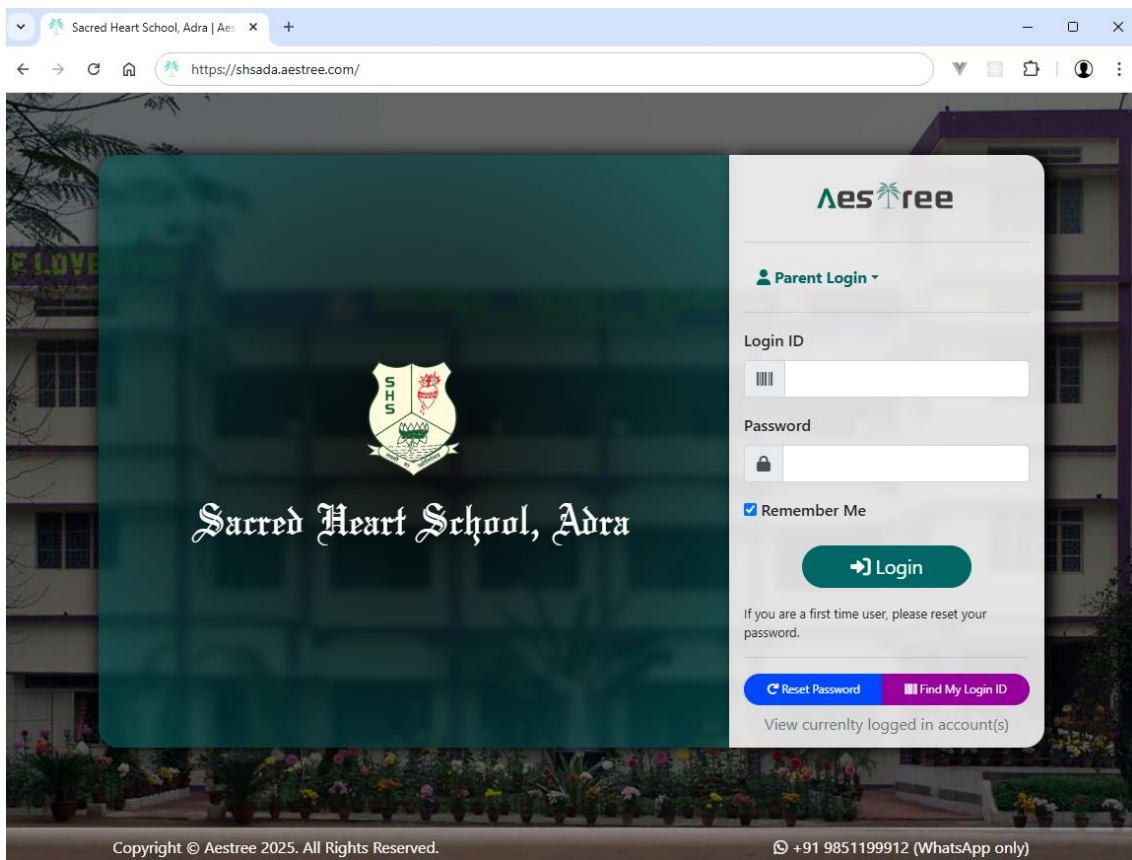 Sacred Heart School, Adra | Aes
https://shsada.aestree.com/
AesTree
Parent Login
Login ID
Password
Remember Me
Login
If you are a first time user, please reset your
password.
Reset Password
Find My Login ID
View currenlty logged in account(s)
E LOVE
SHS
Sacred Heart School, Adra
Copyright © Aestree 2025. All Rights Reserved.
+91 9851199912 (WhatsApp only)